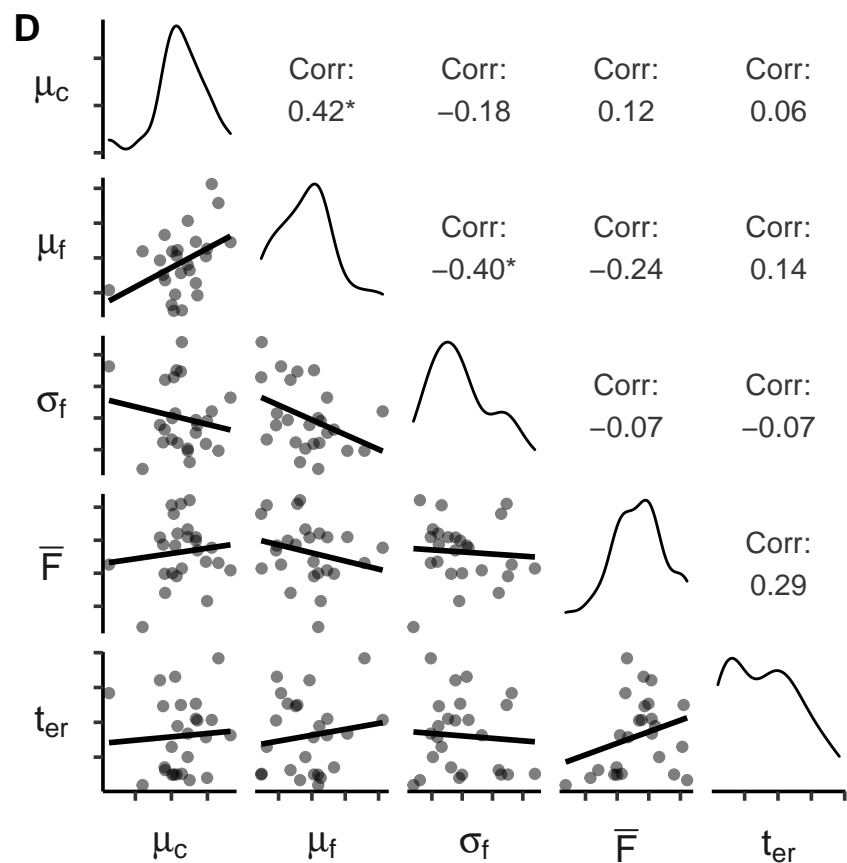 D
μc
Corr:
0.42*
Corr:
−0.18
Corr:
0.12
Corr:
0.06
μf
Corr:
−0.40*
Corr:
−0.24
Corr:
0.14
σf
Corr:
−0.07
Corr:
−0.07
F̅
Corr:
0.29
ter
μc μf σf F̅ ter